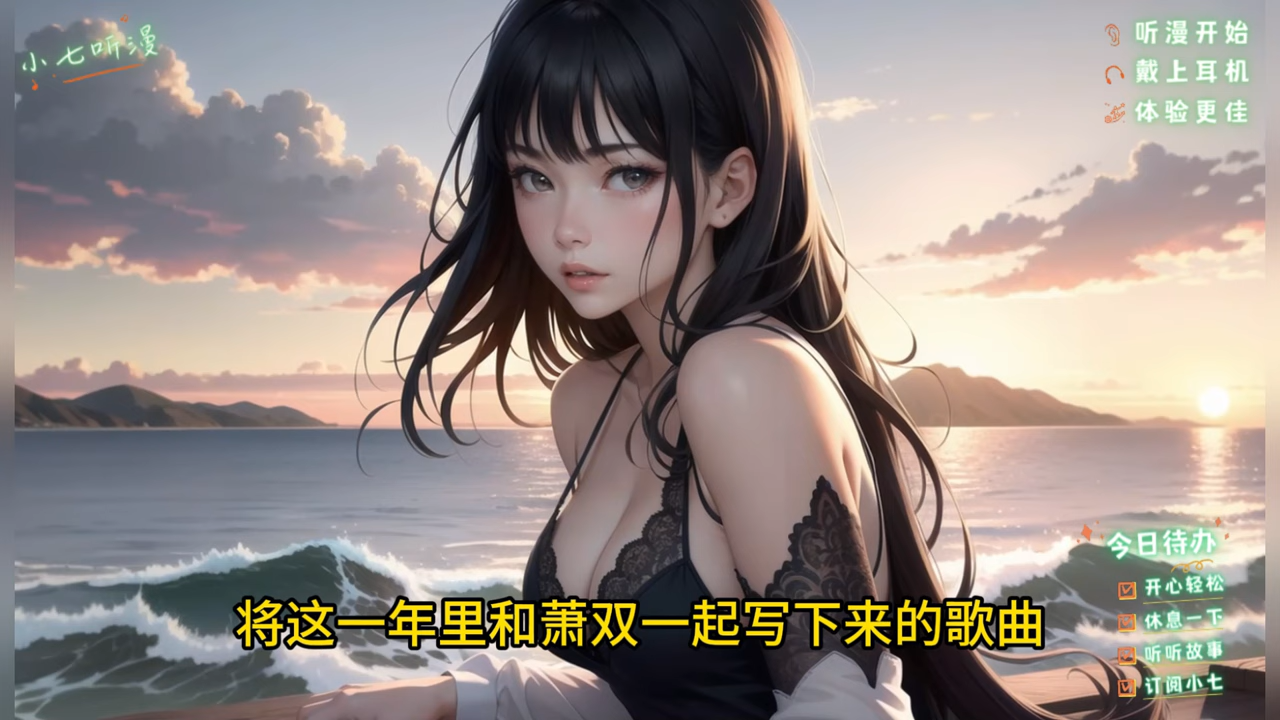 小七听漫
听漫开始
戴上耳机
体验更佳
今日待办
开心轻松
休息一下
听听故事
订阅小七
将这一年里和萧双一起写下来的歌曲